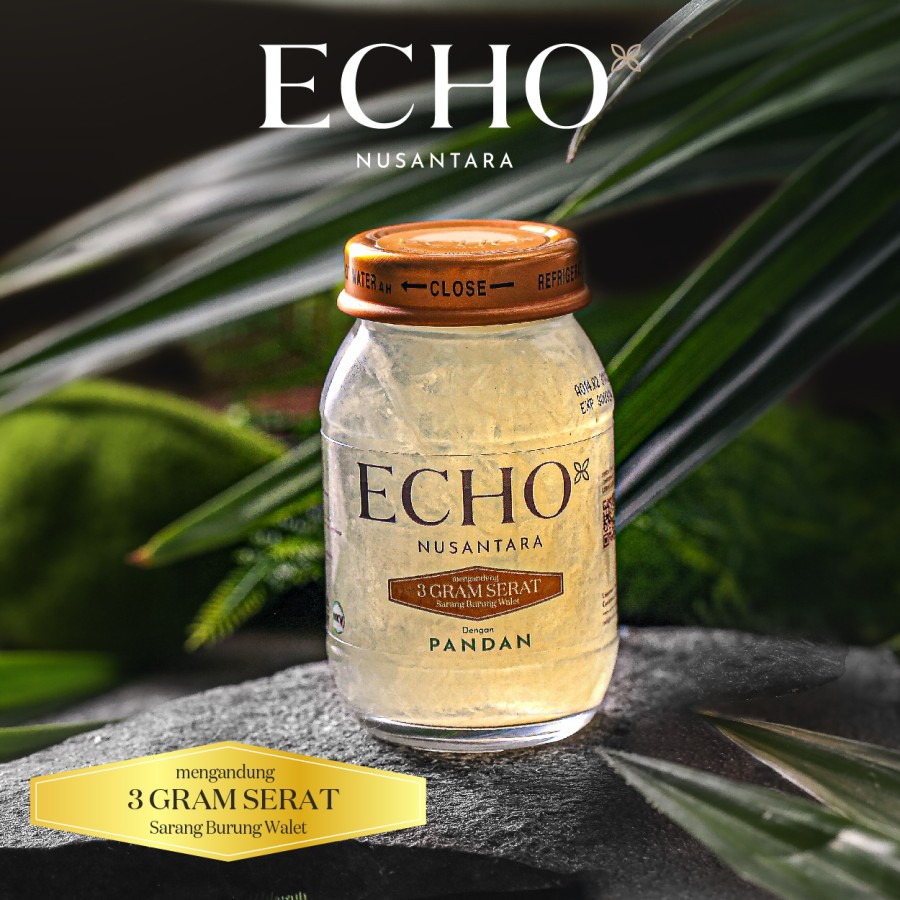 ECHO
NUSANTARA
WATER
CLOSE
ECHO
NUSANTARA
mengandung
3 GRAM SERAT
Sarang Burung Walet
Dengan
PANDAN
mengandung
3 GRAM SERAT
Sarang Burung Walet